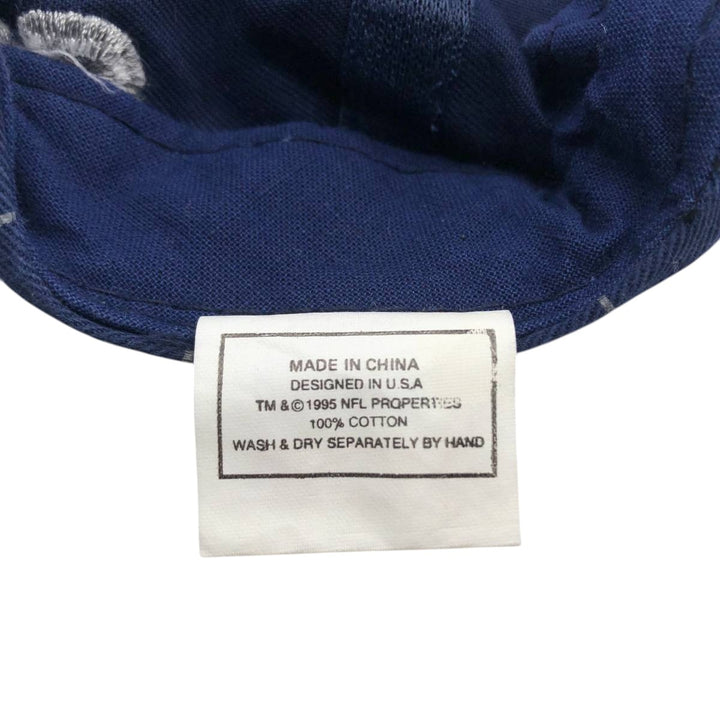 MADE IN CHINA
DESIGNED IN U.S.A
TM & © 1995 NFL PROPERTIES
100% COTTON
WASH & DRY SEPARATELY BY HAND